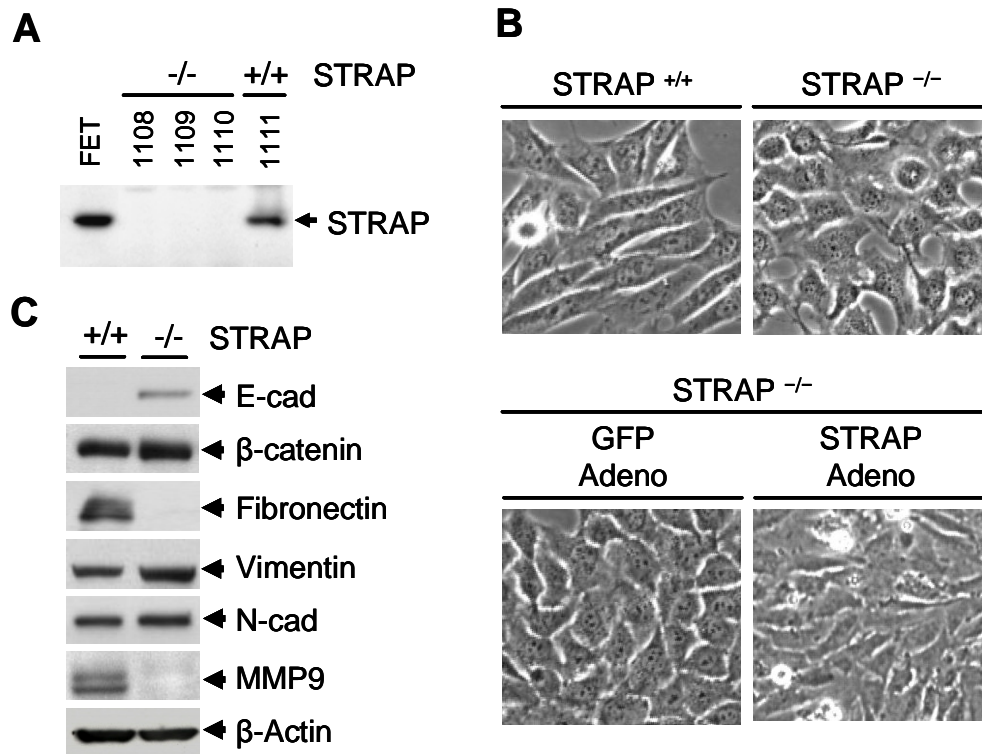 A
-/- +/+ STRAP
FET 1108 1109 1110 1111
STRAP
B
STRAP +/+ STRAP –/–
STRAP –/–
GFP
Adeno
STRAP
Adeno
C
+/+ -/- STRAP
E-cad
β-catenin
Fibronectin
Vimentin
N-cad
MMP9
β-Actin